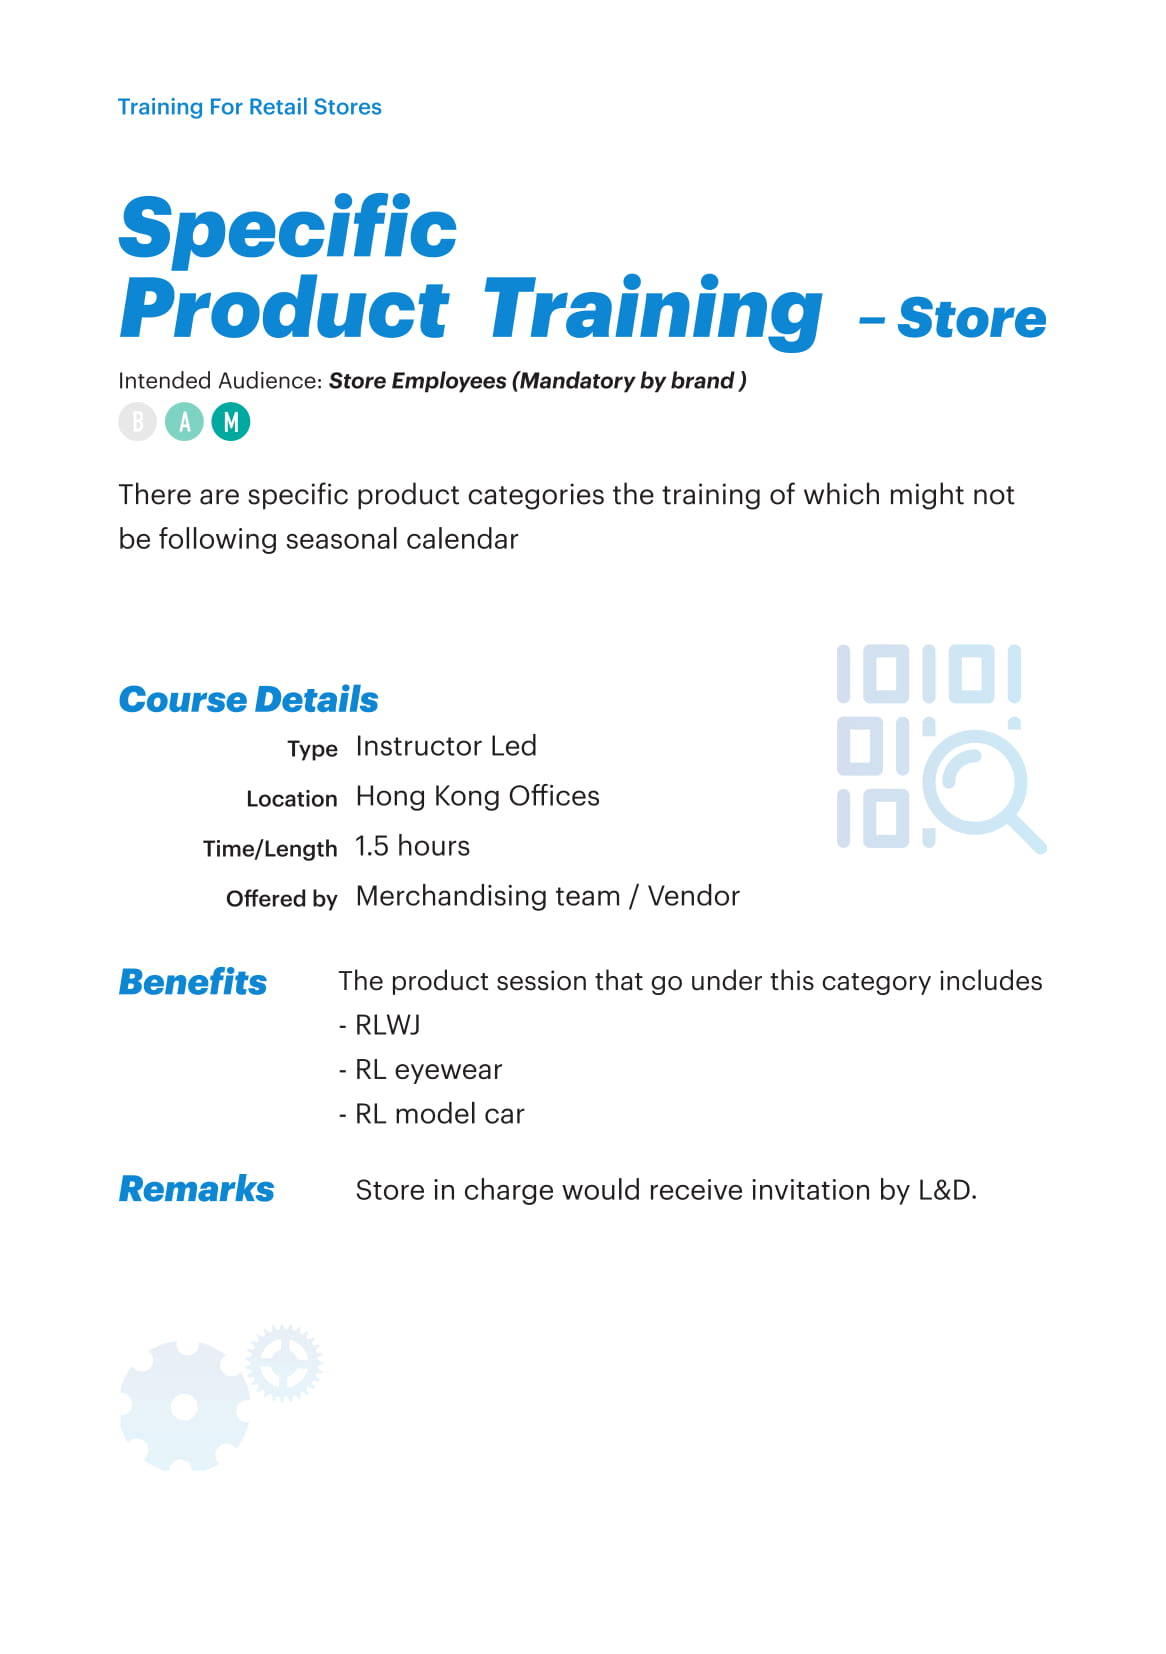 Training For Retail Stores
Specific
Product Training – Store
Intended Audience: Store Employees (Mandatory by brand )
B A M
There are specific product categories the training of which might not
be following seasonal calendar
Course Details
Type Instructor Led
Location Hong Kong Offices
Time/Length 1.5 hours
Offered by Merchandising team / Vendor
Benefits The product session that go under this category includes
- RLWJ
- RL eyewear
- RL model car
Remarks Store in charge would receive invitation by L&D.